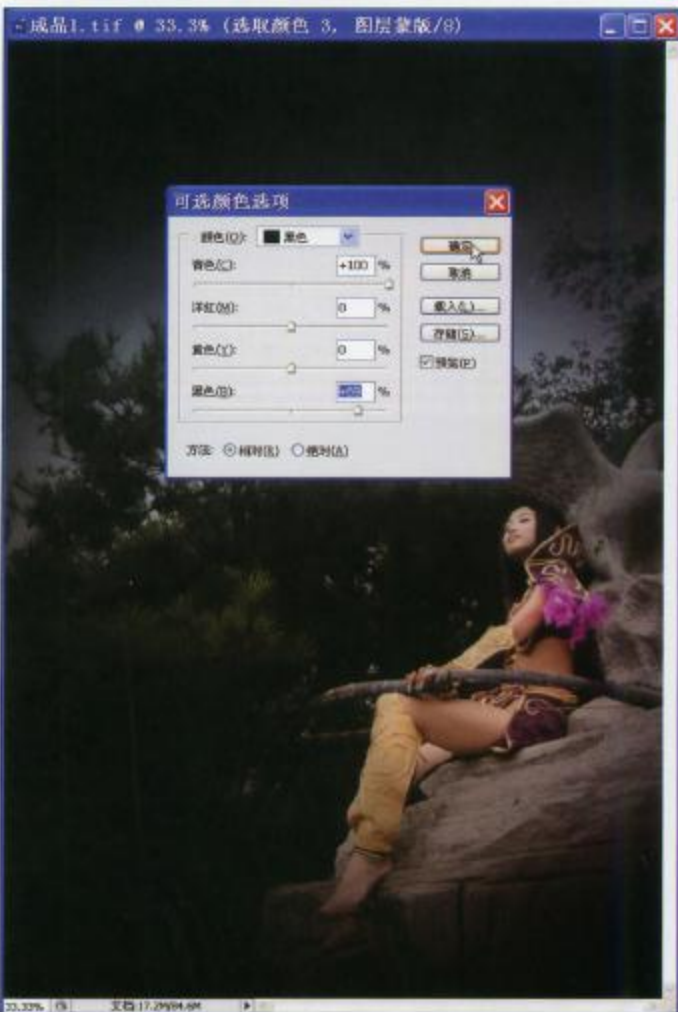 成品1.tif @ 33.3% (选取颜色 3, 图层蒙版/8)
可选颜色选项
颜色(O): 黑色
确定
青色(C): +100 %
取消
洋红(M): 0 %
载入(L)...
存储(S)...
黄色(Y): 0 %
预览(P)
黑色(B): %
方法: 相对(R) 绝对(A)
33.33% 文档:17.2M/84.6M